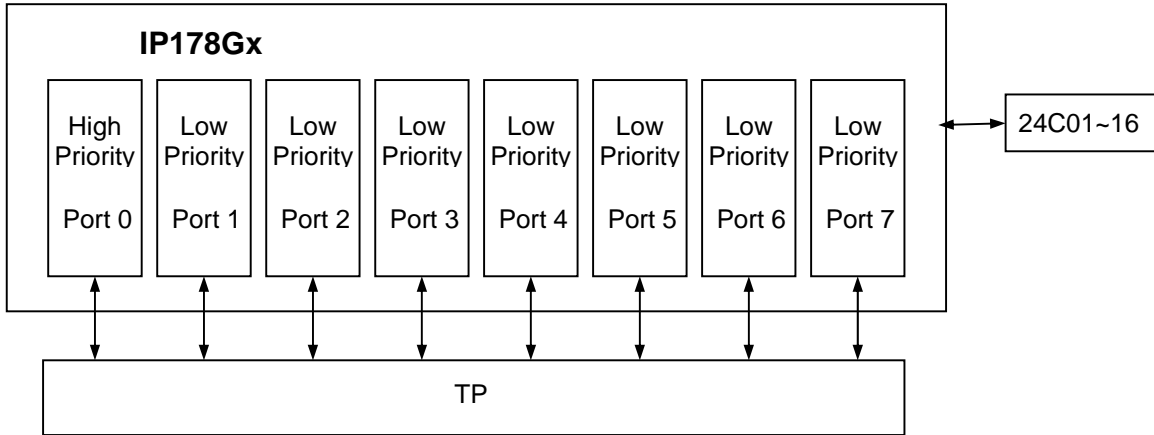 IP178Gx
High
Priority
Port 0
Low
Priority
Port 1
Low
Priority
Port 2
Low
Priority
Port 3
Low
Priority
Port 4
Low
Priority
Port 5
Low
Priority
Port 6
Low
Priority
Port 7
24C01~16
TP